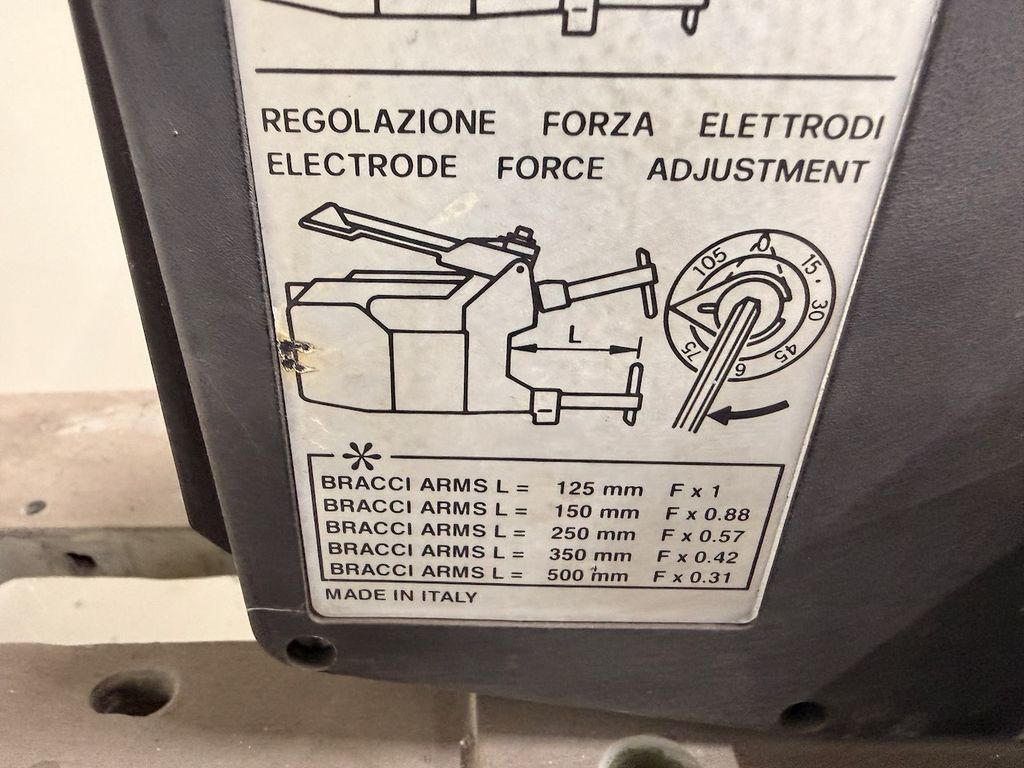 REGOLAZIONE FORZA ELETTRODI
ELECTRODE FORCE ADJUSTMENT
0
15
30
45
6
75
105
L
*
BRACCI ARMS L = 125 mm F x 1
BRACCI ARMS L = 150 mm F x 0.88
BRACCI ARMS L = 250 mm F x 0.57
BRACCI ARMS L = 350 mm F x 0.42
BRACCI ARMS L = 500 mm F x 0.31
MADE IN ITALY